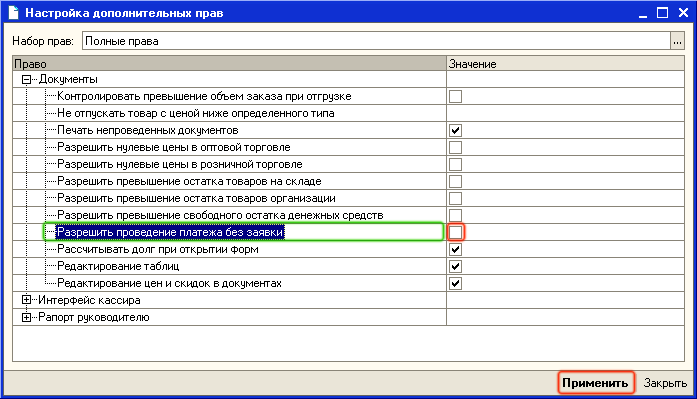 Настройка дополнительных прав
Набор прав: Полные права ...
Право Значение
Документы
Контролировать превышение объем заказа при отгрузке
Не отпускать товар с ценой ниже определенного типа
Печать непроведенных документов
Разрешить нулевые цены в оптовой торговле
Разрешить нулевые цены в розничной торговле
Разрешить превышение остатка товаров на складе
Разрешить превышение остатка товаров организации
Разрешить превышение свободного остатка денежных средств
Разрешить проведение платежа без заявки
Рассчитывать долг при открытии форм
Редактирование таблиц
Редактирование цен и скидок в документах
Интерфейс кассира
Рапорт руководителю
Применить Закрыть